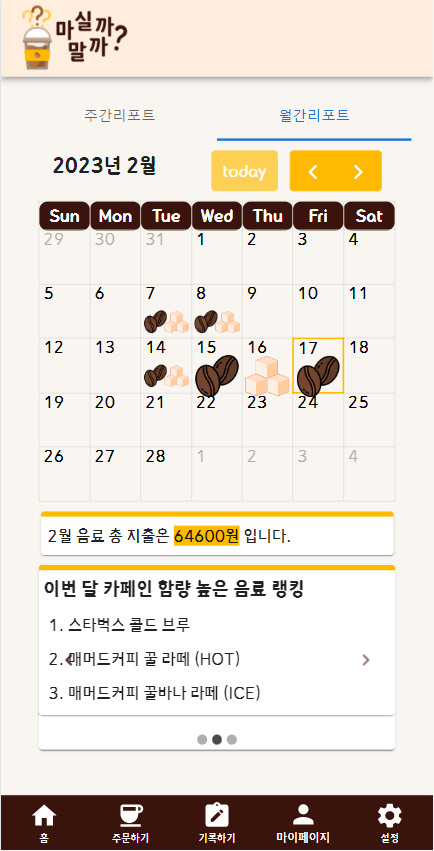 마실까
말까?
주간리포트 월간리포트
2023년 2월 today
Sun Mon Tue Wed Thu Fri Sat
29 30 31 1 2 3 4
5 6 7 8 9 10 11
12 13 14 15 16 17 18
19 20 21 22 23 24 25
26 27 28 1 2 3 4
2월 음료 총 지출은 64600원 입니다.
이번 달 카페인 함량 높은 음료 랭킹
1. 스타벅스 콜드 브루
2. 매머드커피 꿀 라떼 (HOT)
3. 매머드커피 꿀바나 라떼 (ICE)
홈 주문하기 기록하기 마이페이지 설정